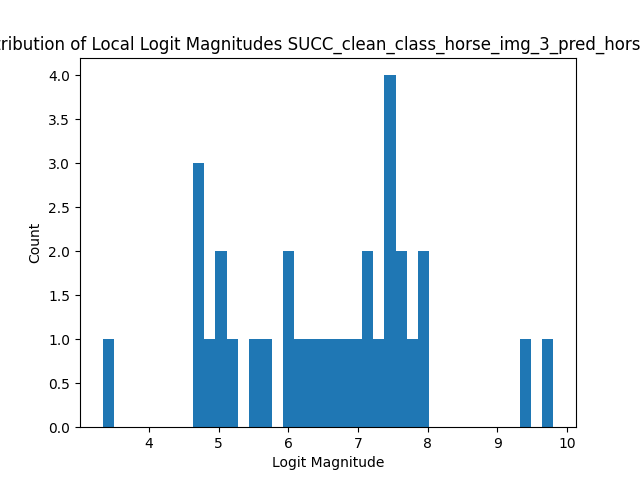 tribution of Local Logit Magnitudes SUCC_clean_class_horse_img_3_pred_hors
4.0
3.5
3.0
2.5
2.0
1.5
1.0
0.5
0.0
Count
4 5 6 7 8 9 10
Logit Magnitude